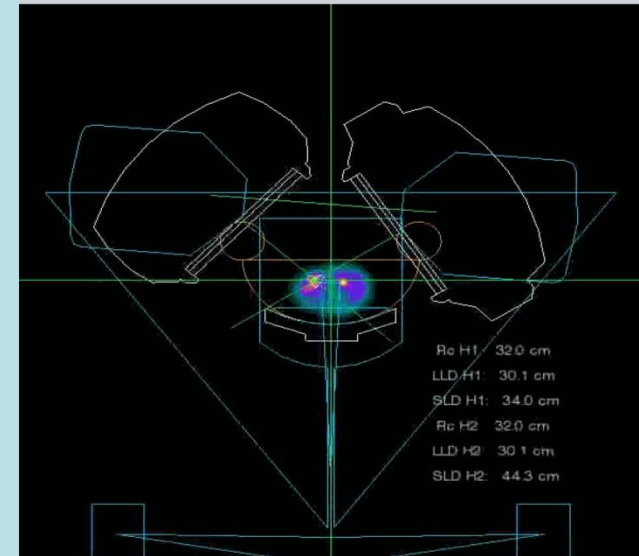 Rc H1: 32.0 cm
LLD H1: 30.1 cm
SLD H1: 34.0 cm
Rc H2 32.0 cm
LLD H2: 30.1 cm
SLD H2: 44.3 cm